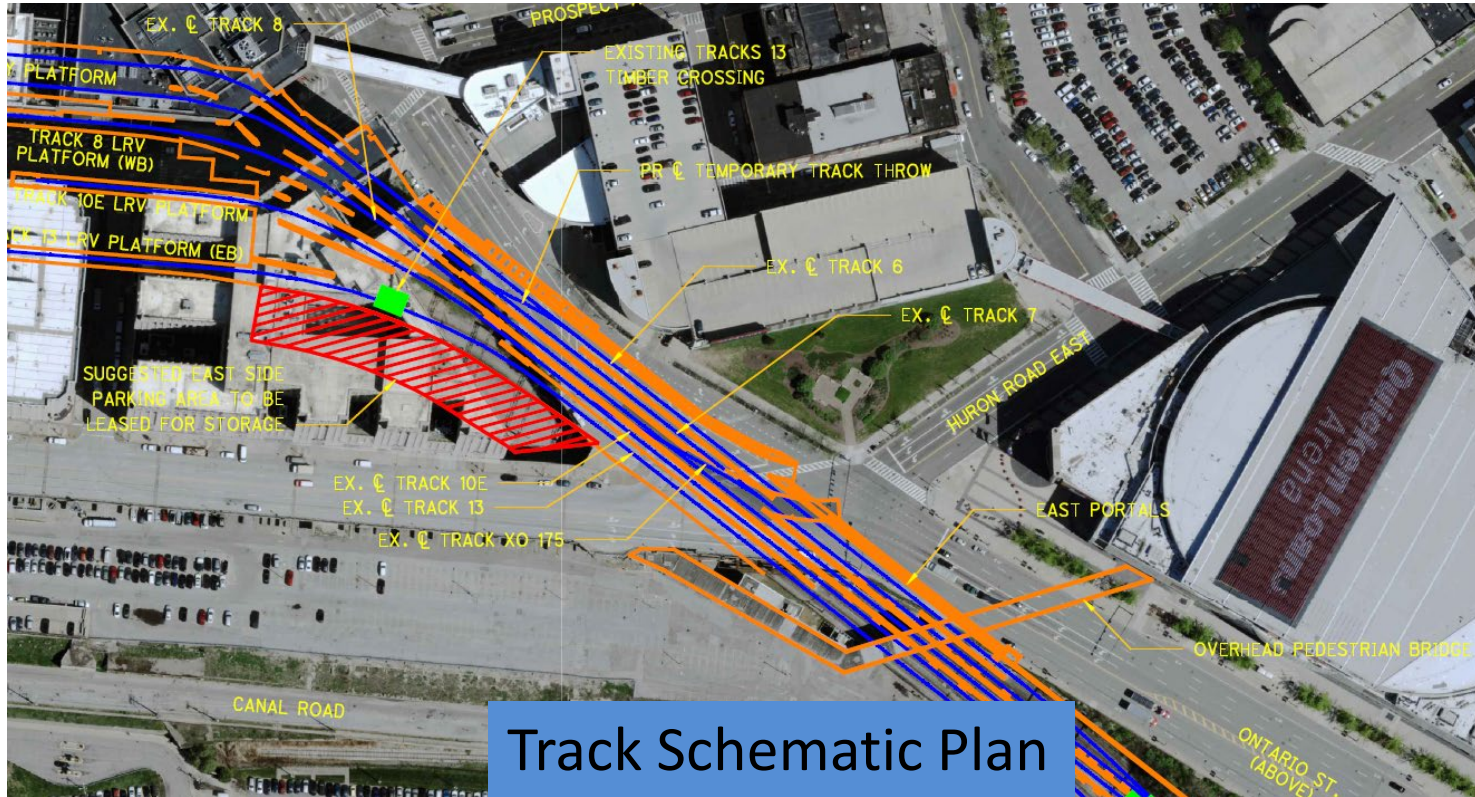 PROSPECT
EX. ℄ TRACK 8
EXISTING TRACKS 13
TIMBER CROSSING
PLATFORM
TRACK 8 LRV
PLATFORM (WB)
PR ℄ TEMPORARY TRACK THROW
TRACK 10E LRV PLATFORM
13 LRV PLATFORM (EB)
EX. ℄ TRACK 6
EX. ℄ TRACK 7
SUGGESTED EAST SIDE
PARKING AREA TO BE
LEASED FOR STORAGE
HURON ROAD EAST
Quicken Loans
Arena
EX. ℄ TRACK 10E
EX. ℄ TRACK 13
EX. ℄ TRACK XO 175
EAST PORTALS
OVERHEAD PEDESTRIAN BRIDGE
CANAL ROAD
ONTARIO ST.
(ABOVE)
Track Schematic Plan